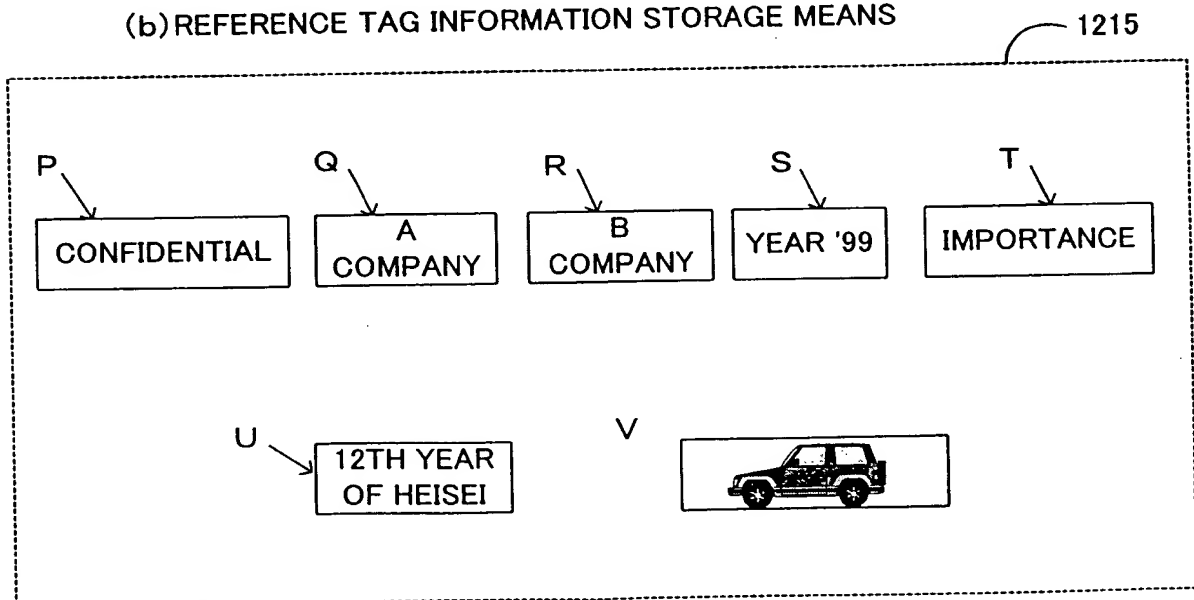 (b) REFERENCE TAG INFORMATION STORAGE MEANS
1215
P
Q
R
S
T
CONFIDENTIAL
A
COMPANY
B
COMPANY
YEAR '99
IMPORTANCE
U
V
12TH YEAR
OF HEISEI